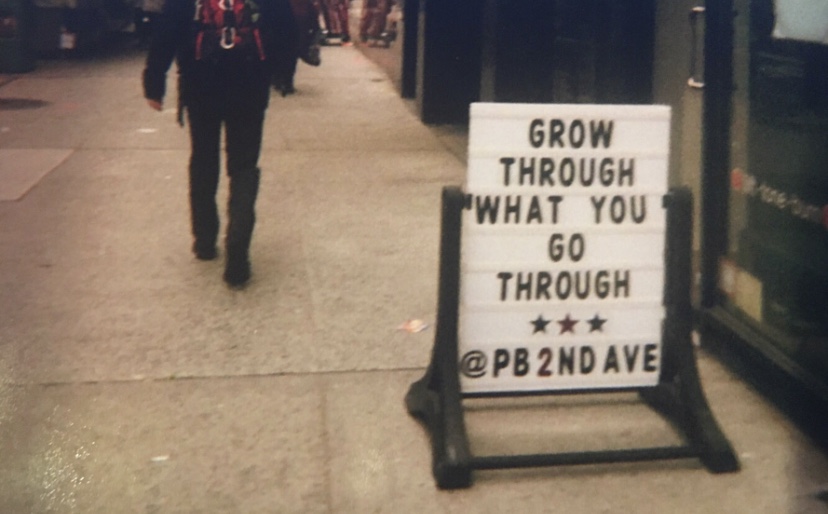 GROW
THROUGH
"WHAT YOU"
GO
THROUGH
★★★
@PB2NDAVE